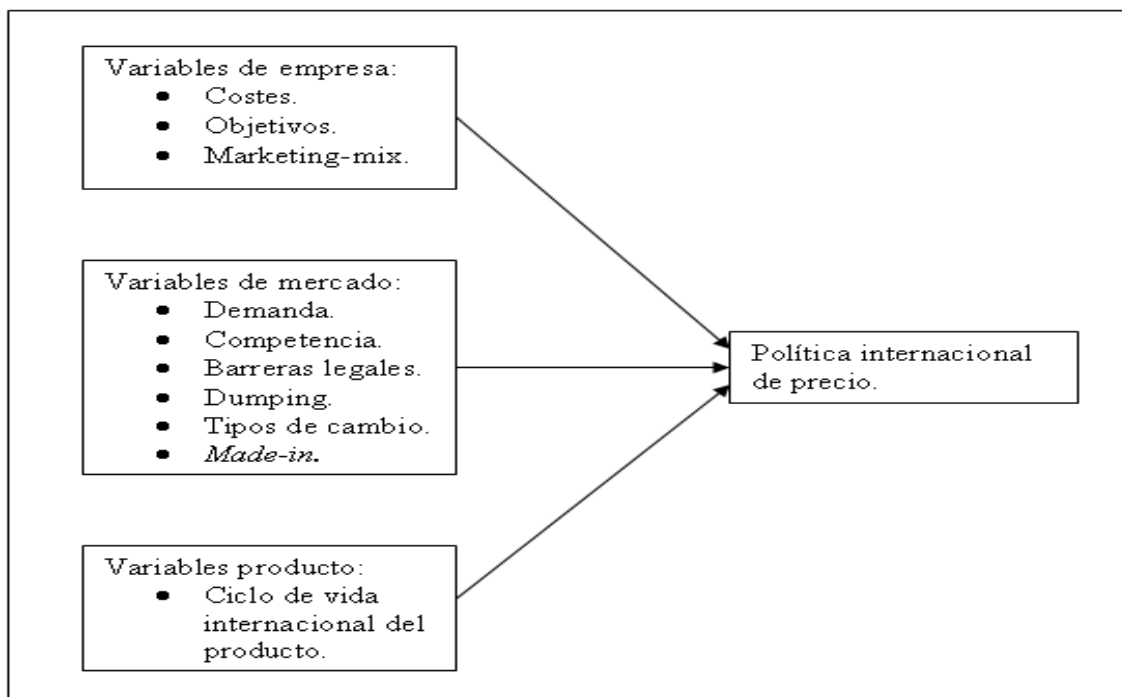 Variables de empresa:
• Costes.
• Objetivos.
• Marketing-mix.
Variables de mercado:
• Demanda.
• Competencia.
• Barreras legales.
• Dumping.
• Tipos de cambio.
• Made-in.
Política internacional
de precio.
Variables producto:
• Ciclo de vida
internacional del
producto.